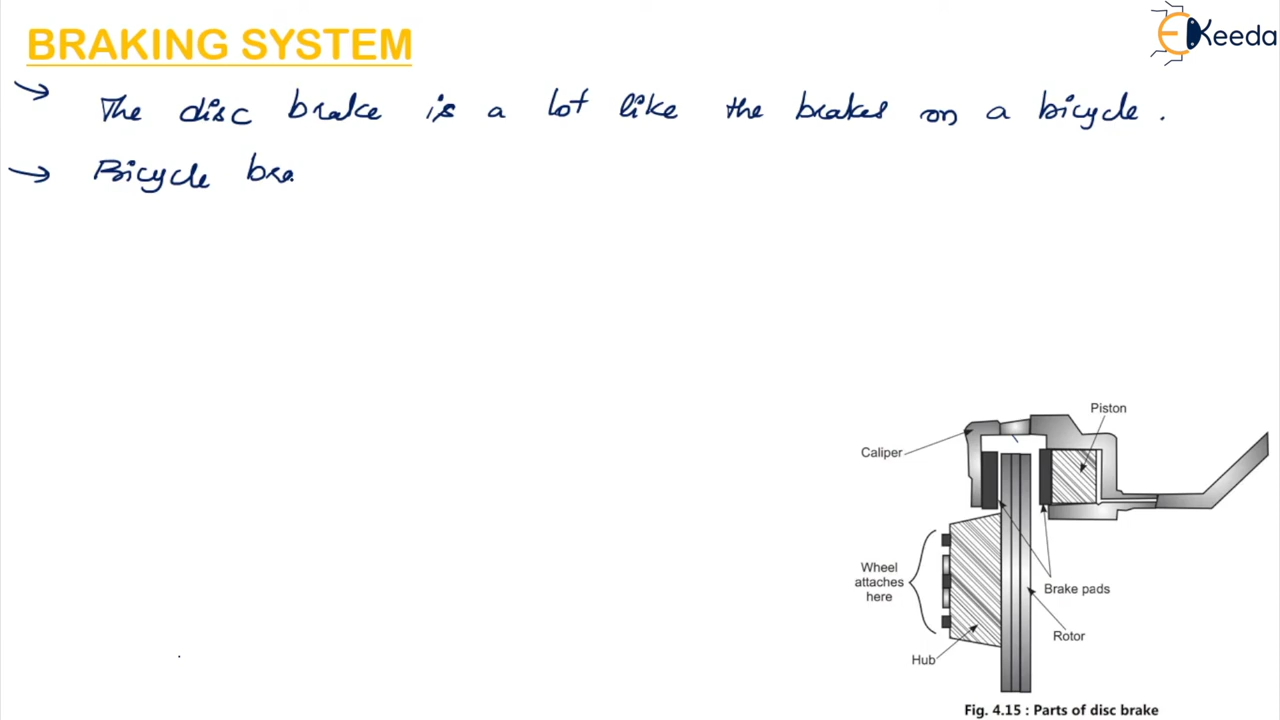 BRAKING SYSTEM
EKeeda
→ The disc brake is a lot like the brakes on a bicycle.
→ Bicycle bra
Piston
Caliper
Wheel
attaches
here
Brake pads
Rotor
Hub
Fig. 4.15 : Parts of disc brake